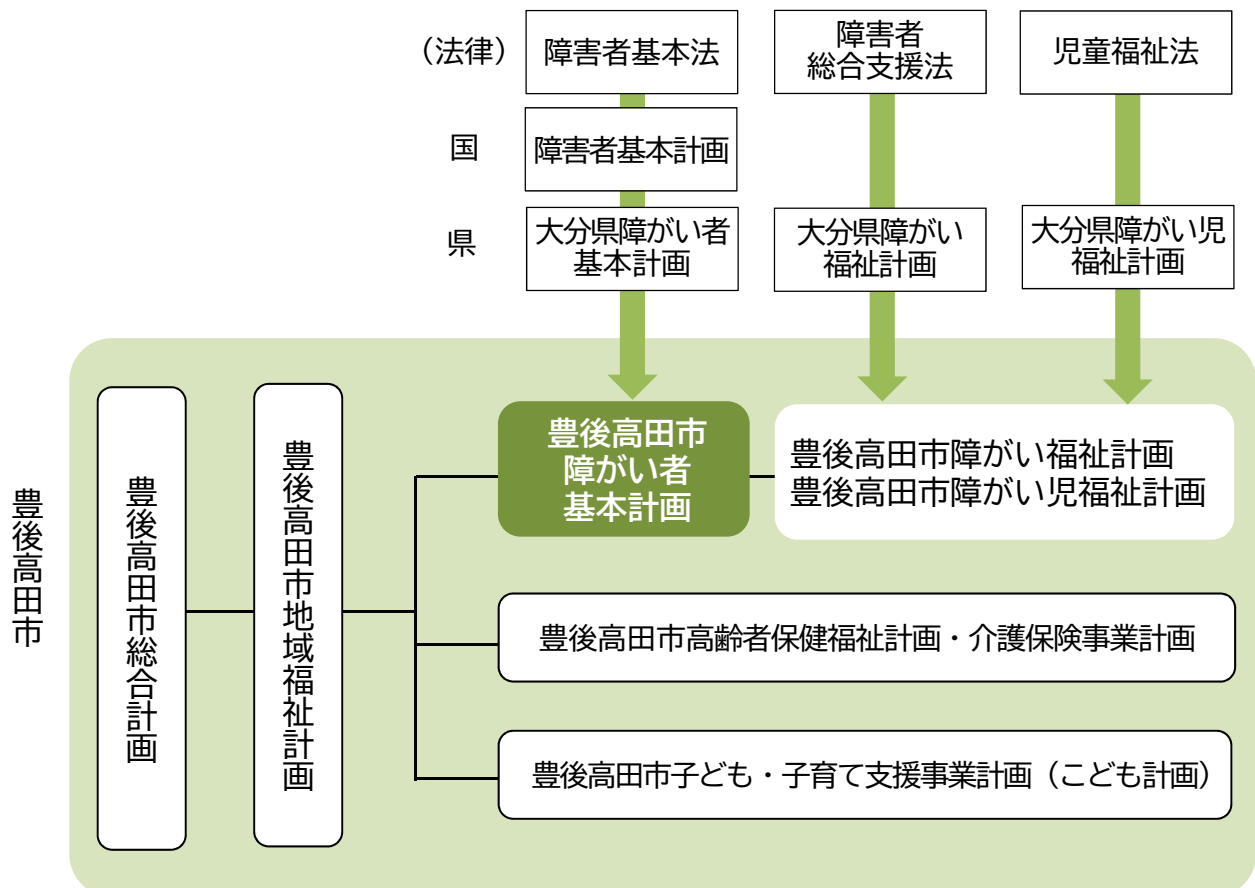 （法律）
障害者基本法
障害者
総合支援法
児童福祉法
国
障害者基本計画
県
大分県障がい者
基本計画
大分県障がい
福祉計画
大分県障がい児
福祉計画
豊後高田市
豊後高田市総合計画
豊後高田市地域福祉計画
豊後高田市
障がい者
基本計画
豊後高田市障がい福祉計画
豊後高田市障がい児福祉計画
豊後高田市高齢者保健福祉計画・介護保険事業計画
豊後高田市子ども・子育て支援事業計画（こども計画）